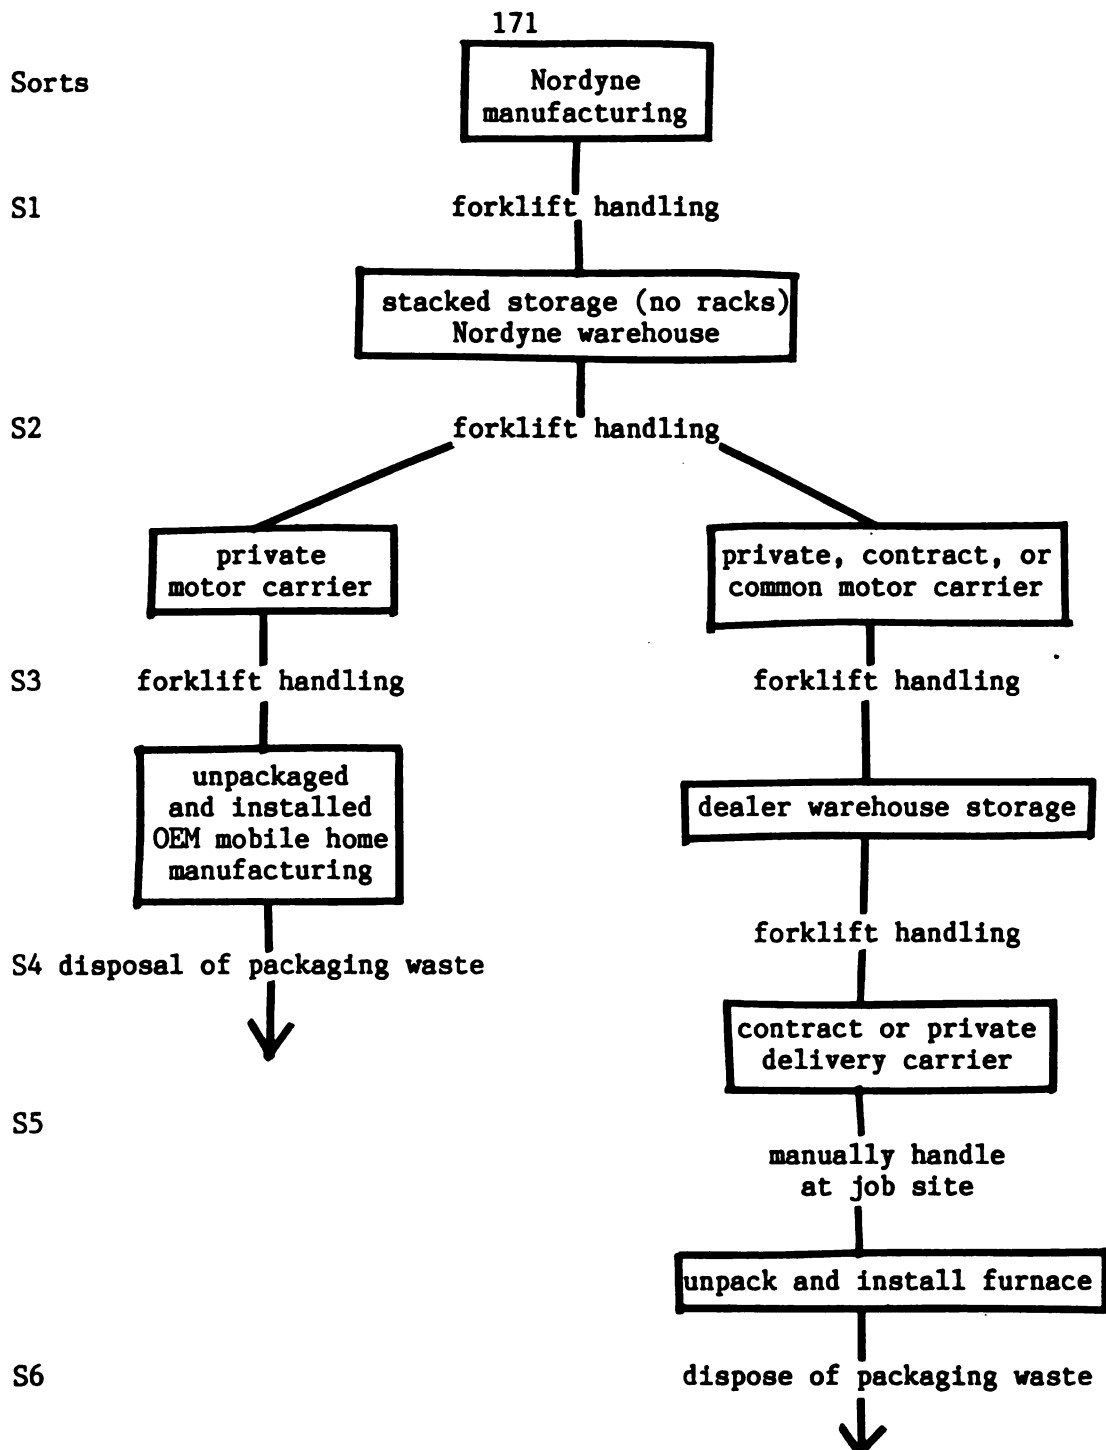 171
Sorts
Nordyne
manufacturing
S1
forklift handling
stacked storage (no racks)
Nordyne warehouse
S2
forklift handling
private
motor carrier
private, contract, or
common motor carrier
S3
forklift handling
forklift handling
unpackaged
and installed
OEM mobile home
manufacturing
dealer warehouse storage
forklift handling
S4 disposal of packaging waste
contract or private
delivery carrier
S5
manually handle
at job site
unpack and install furnace
S6
dispose of packaging waste